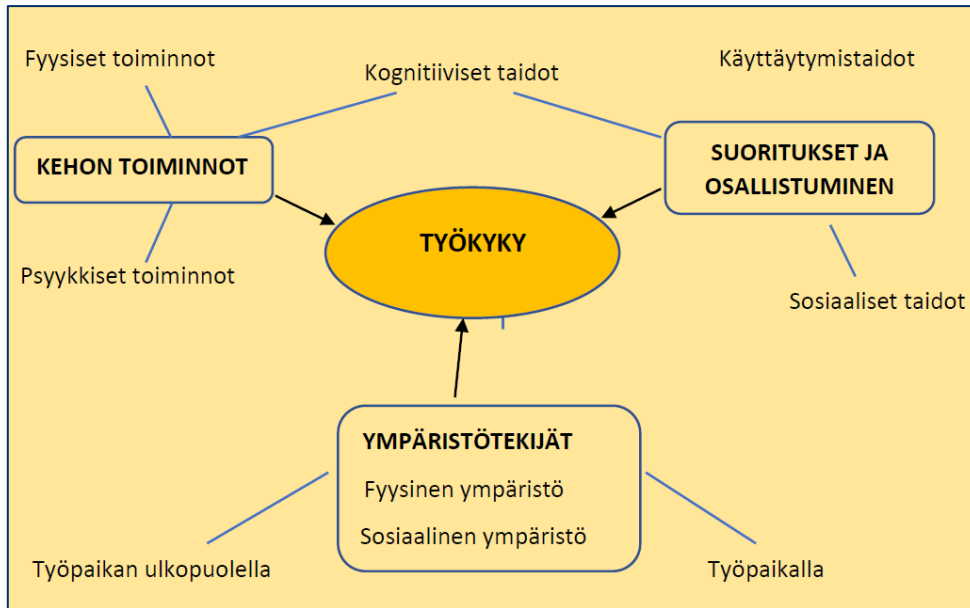 Fyysiset toiminnot
Kognitiiviset taidot
Käyttäytymistaidot
KEHON TOIMINNOT
SUORITUKSET JA
OSALLISTUMINEN
TYÖKYKY
Psyykkiset toiminnot
Sosiaaliset taidot
YMPÄRISTÖTEKIJÄT
Fyysinen ympäristö
Sosiaalinen ympäristö
Työpaikan ulkopuolella
Työpaikalla